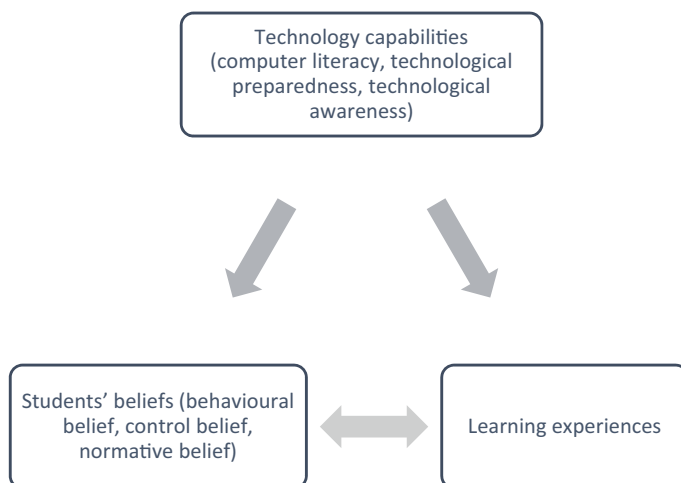 Technology capabilities
(computer literacy, technological
preparedness, technological
awareness)
Students’ beliefs (behavioural
belief, control belief,
normative belief)
Learning experiences